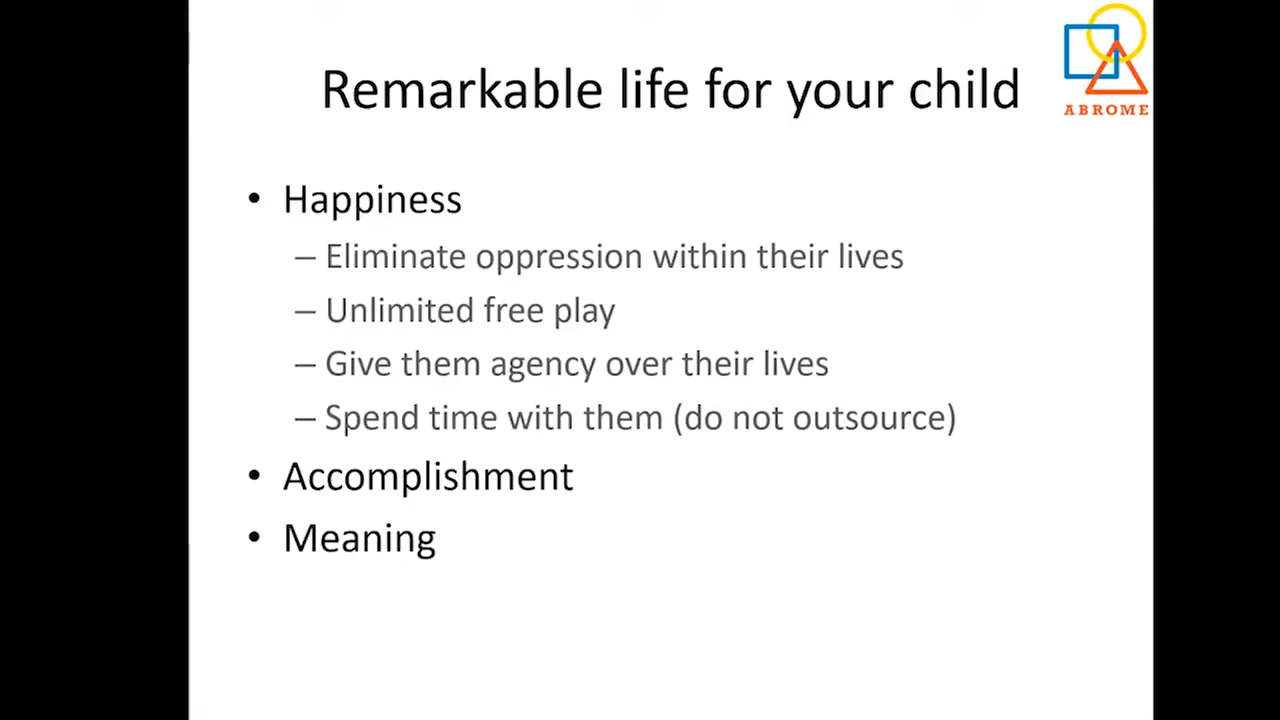 Remarkable life for your child
ABROME
• Happiness
– Eliminate oppression within their lives
– Unlimited free play
– Give them agency over their lives
– Spend time with them (do not outsource)
• Accomplishment
• Meaning